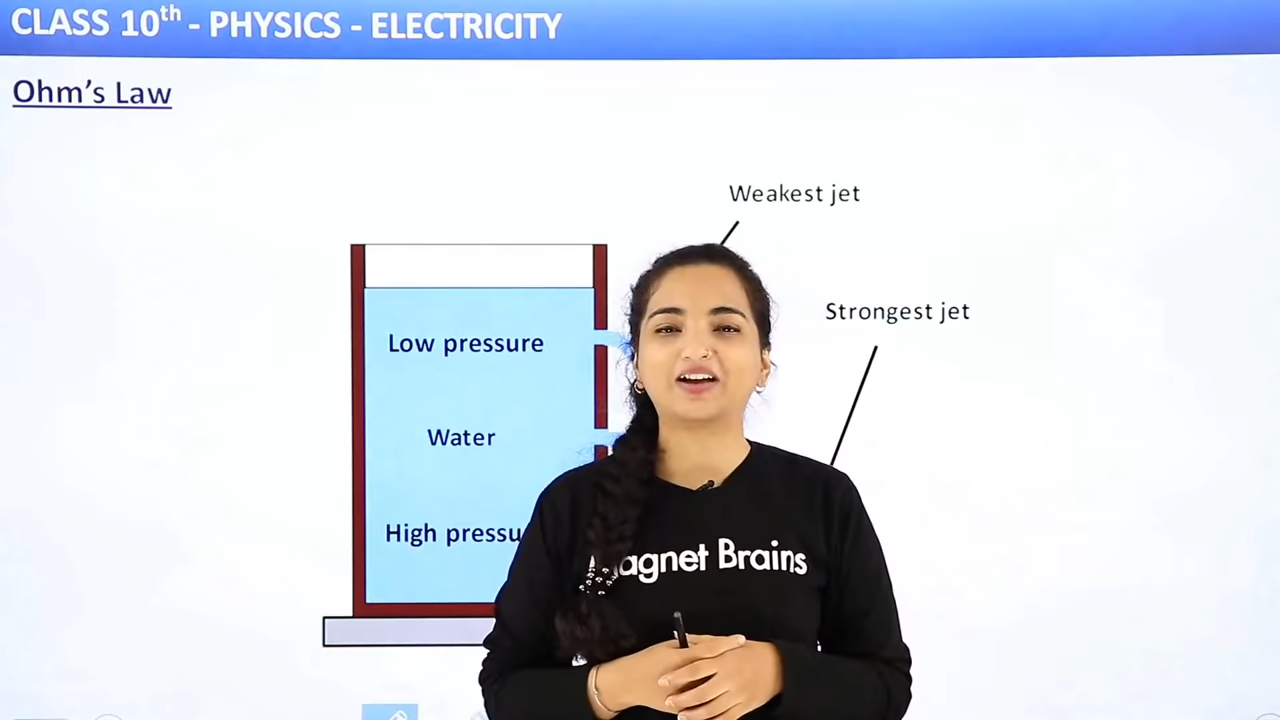 CLASS 10th - PHYSICS - ELECTRICITY
Ohm's Law
Weakest jet
Strongest jet
Low pressure
Water
High pressu
agnet Brains